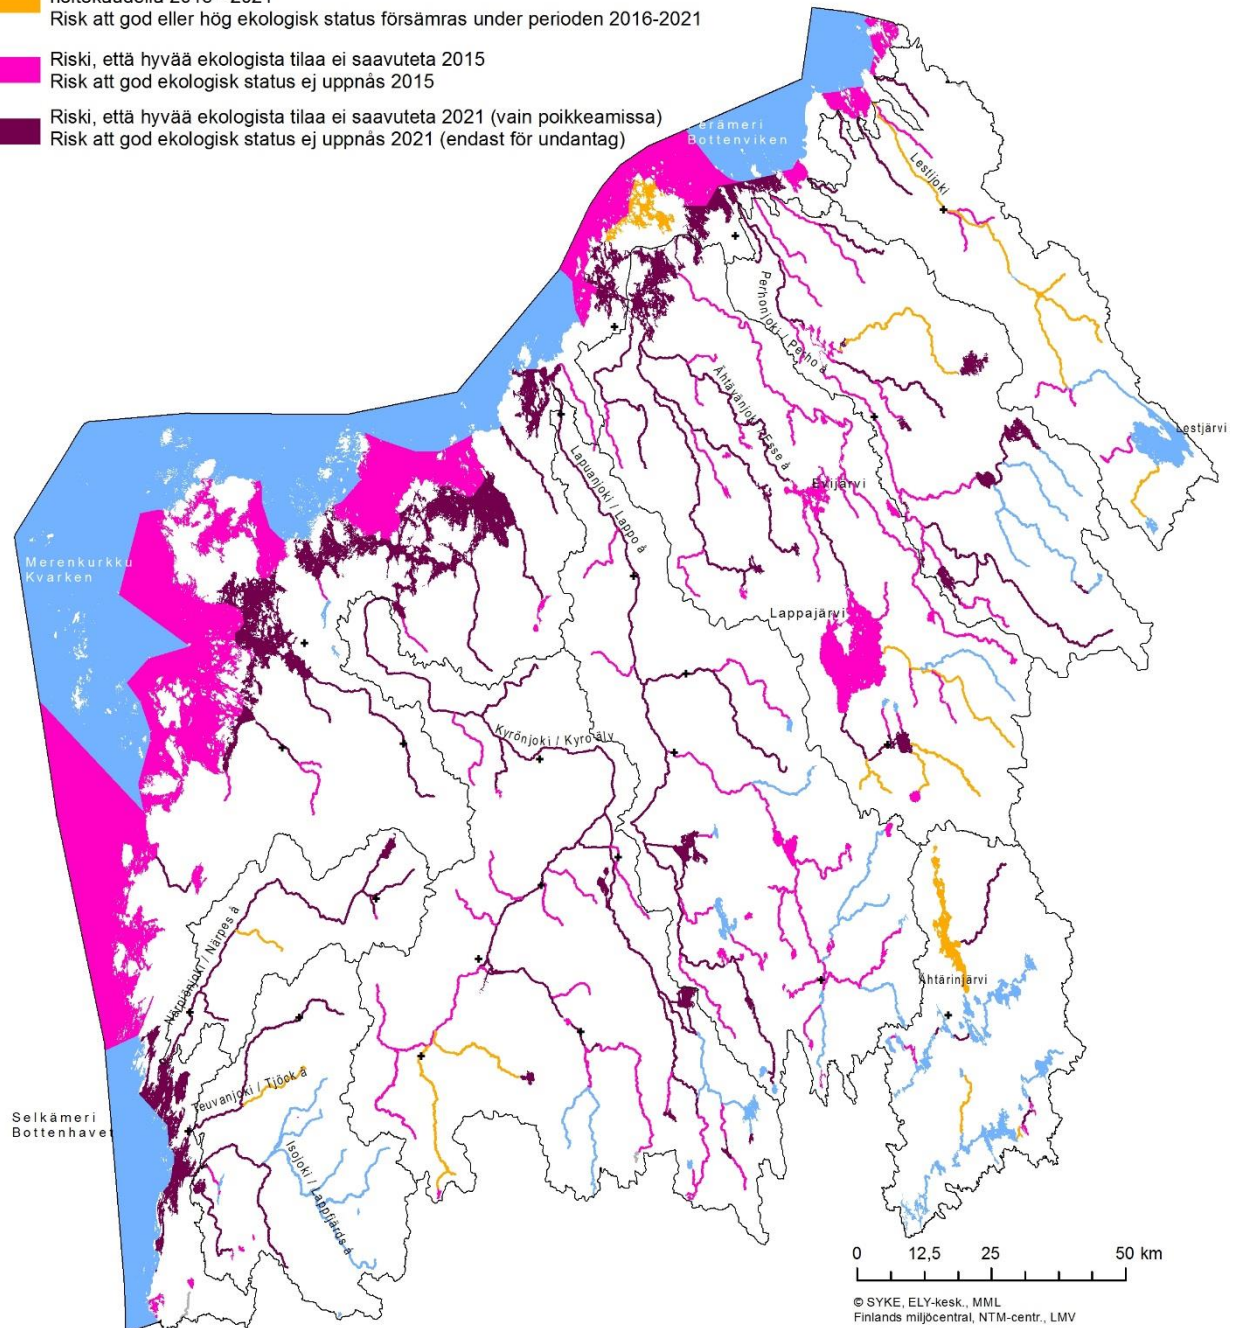 Risk att god eller hög ekologisk status försämras under perioden 2016-2021
Riski, että hyvää ekologista tilaa ei saavuteta 2015
Risk att god ekologisk status ej uppnås 2015
Riski, että hyvää ekologista tilaa ei saavuteta 2021 (vain poikkeamissa)
Risk att god ekologisk status ej uppnås 2021 (endast för undantag)
erämeri
Bottenviken
Lestijoki
Perhonjoki / Perho å
Ähtävänjoki / Esse å
Lestjärvi
Lapuanjoki / Lappo å
Evijärvi
Merenkurkku
Kvarken
Lappajärvi
Kyrönjoki / Kyro älv
Närpiönjoki / Närpes å
Ähtärinjärvi
Teuvanjoki / Tjöck å
Selkämeri
Bottenhavet
Isojoki / Lappfjärds å
0 12,5 25 50 km
© SYKE, ELY-kesk., MML
Finlands miljöcentral, NTM-centr., LMV